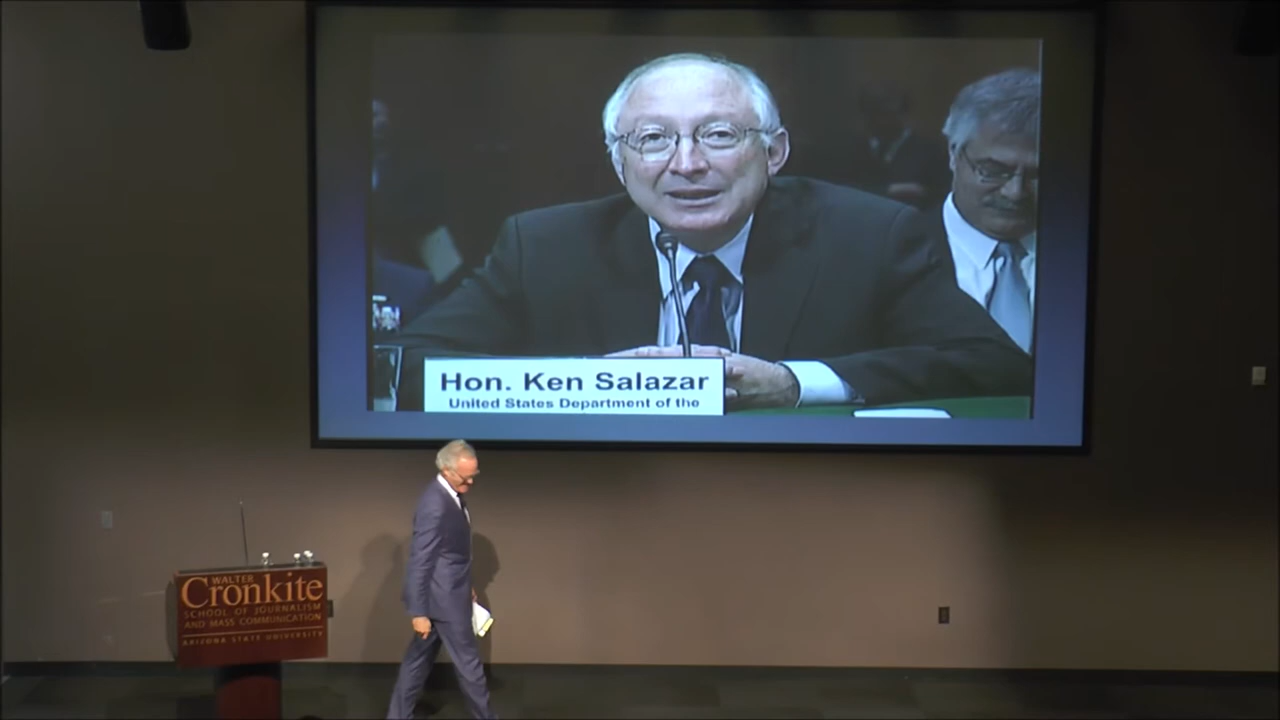 Hon. Ken Salazar
United States Department of the
WALTER
Cronkite
SCHOOL OF JOURNALISM
AND MASS COMMUNICATION
ARIZONA STATE UNIVERSITY